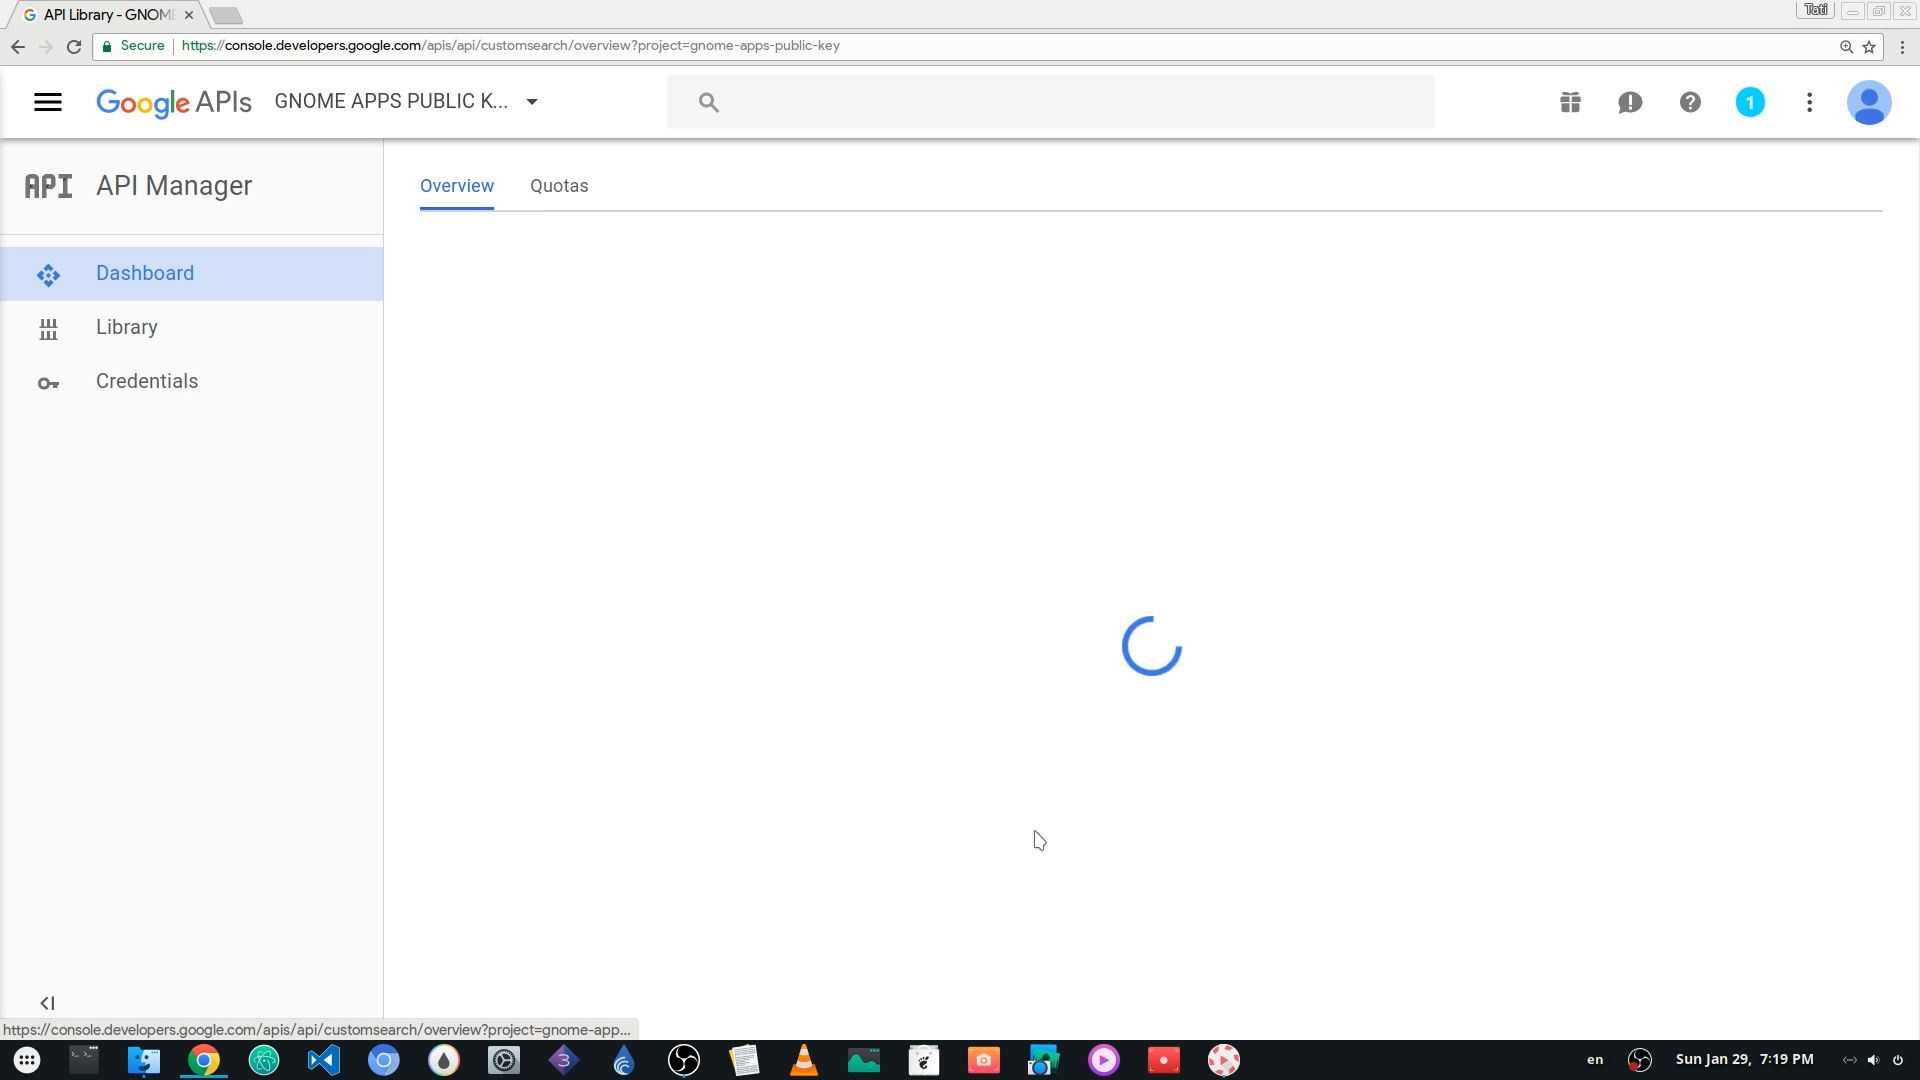 API Library - GNOME
Tati
Secure
https://console.developers.google.com/apis/api/customsearch/overview?project=gnome-apps-public-key
Google APIs
GNOME APPS PUBLIC K...
1
API API Manager
Overview
Quotas
Dashboard
Library
Credentials
https://console.developers.google.com/apis/api/customsearch/overview?project=gnome-app...
3
en
Sun Jan 29, 7:19 PM